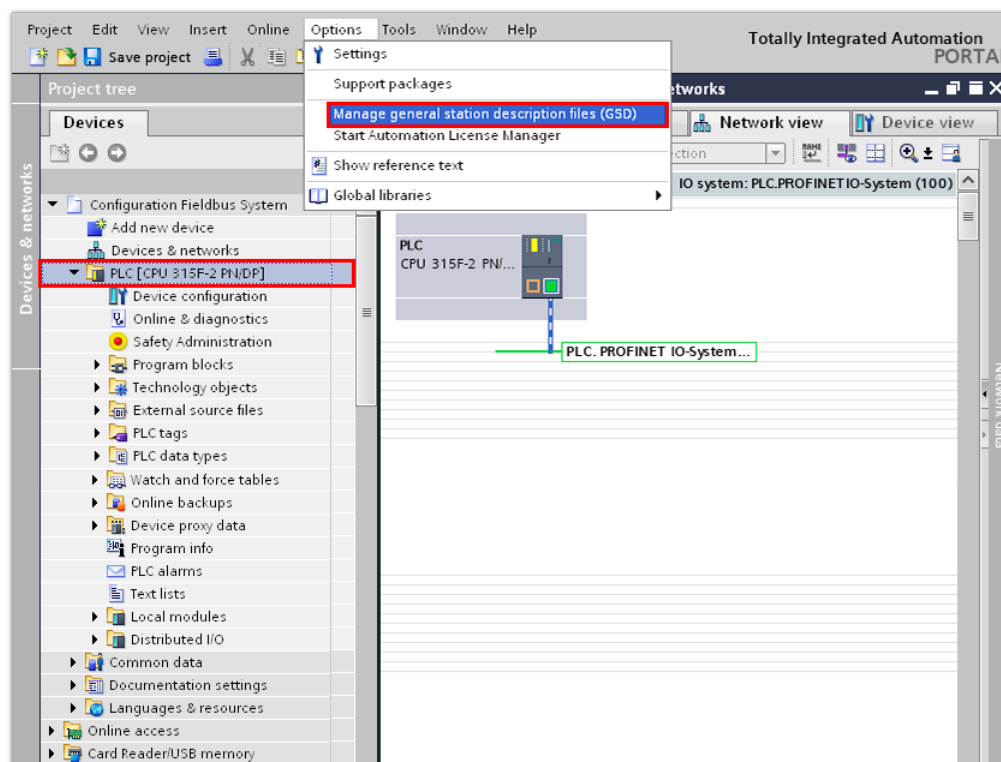 Project Edit View Insert Online Options Tools Window Help
Totally Integrated Automation
PORTA
Save project
Settings
Support packages
Manage general station description files (GSD)
Start Automation License Manager
Show reference text
Global libraries
Project tree
etworks
Devices
Network view
Device view
ction
IO system: PLC.PROFINET IO-System (100)
Devices & networks
Configuration Fieldbus System
Add new device
Devices & networks
PLC [CPU 315F-2 PN/DP]
Device configuration
Online & diagnostics
Safety Administration
Program blocks
Technology objects
External source files
PLC tags
PLC data types
Watch and force tables
Online backups
Device proxy data
Program info
PLC alarms
Text lists
Local modules
Distributed I/O
Common data
Documentation settings
Languages & resources
Online access
Card Reader/USB memory
PLC
CPU 315F-2 PN/...
PLC. PROFINET IO-System...